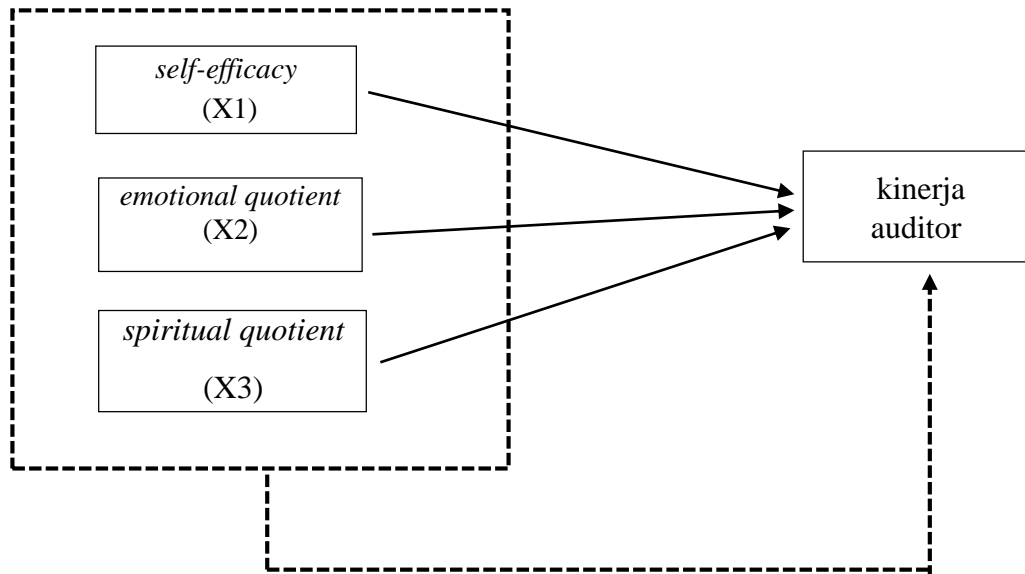 self-efficacy
(X1)
emotional quotient
(X2)
spiritual quotient
(X3)
kinerja
auditor